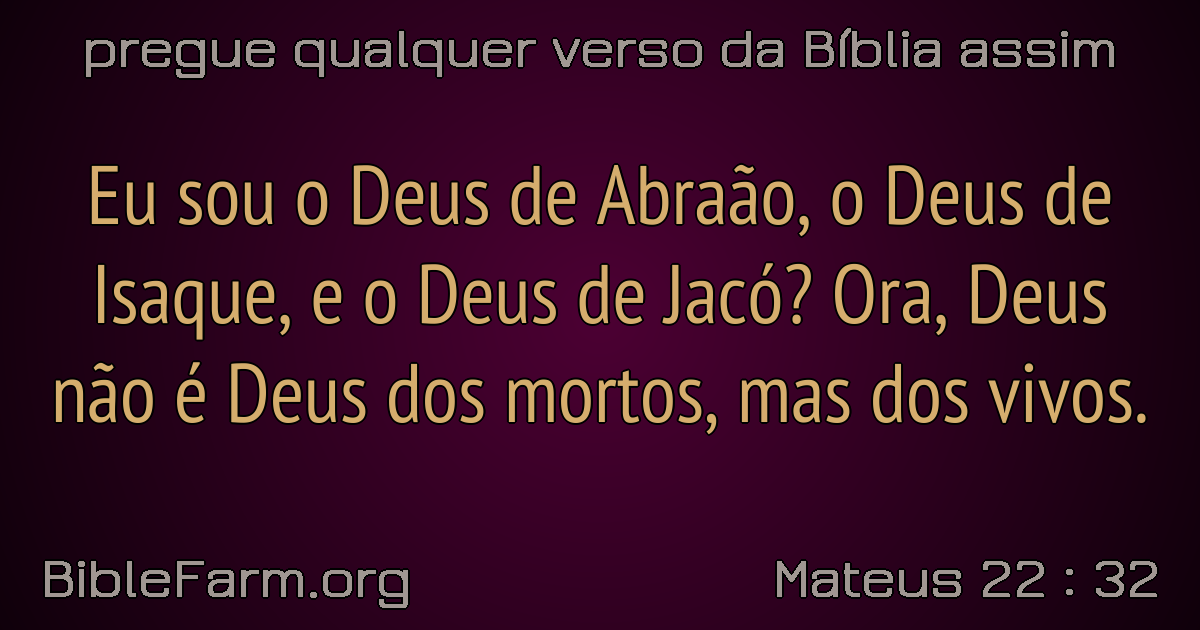 pregue qualquer verso da Bíblia assim
Eu sou o Deus de Abraão, o Deus de
Isaque, e o Deus de Jacó? Ora, Deus
não é Deus dos mortos, mas dos vivos.
BibleFarm.org
Mateus 22 : 32